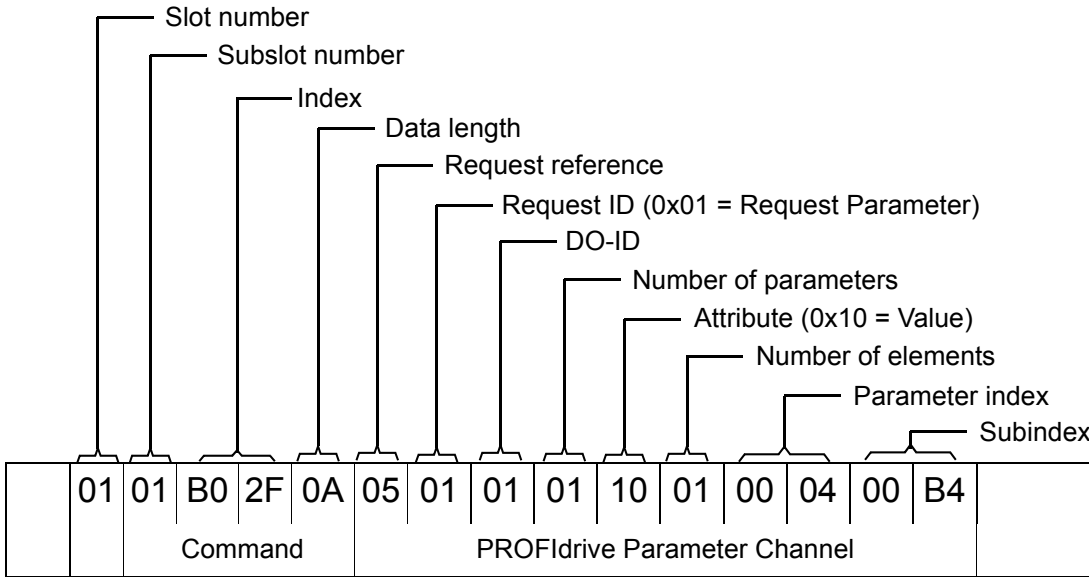 Slot number
Subslot number
Index
Data length
Request reference
Request ID (0x01 = Request Parameter)
DO-ID
Number of parameters
Attribute (0x10 = Value)
Number of elements
Parameter index
Subindex
01 01 B0 2F 0A 05 01 01 01 10 01 00 04 00 B4
Command PROFIdrive Parameter Channel